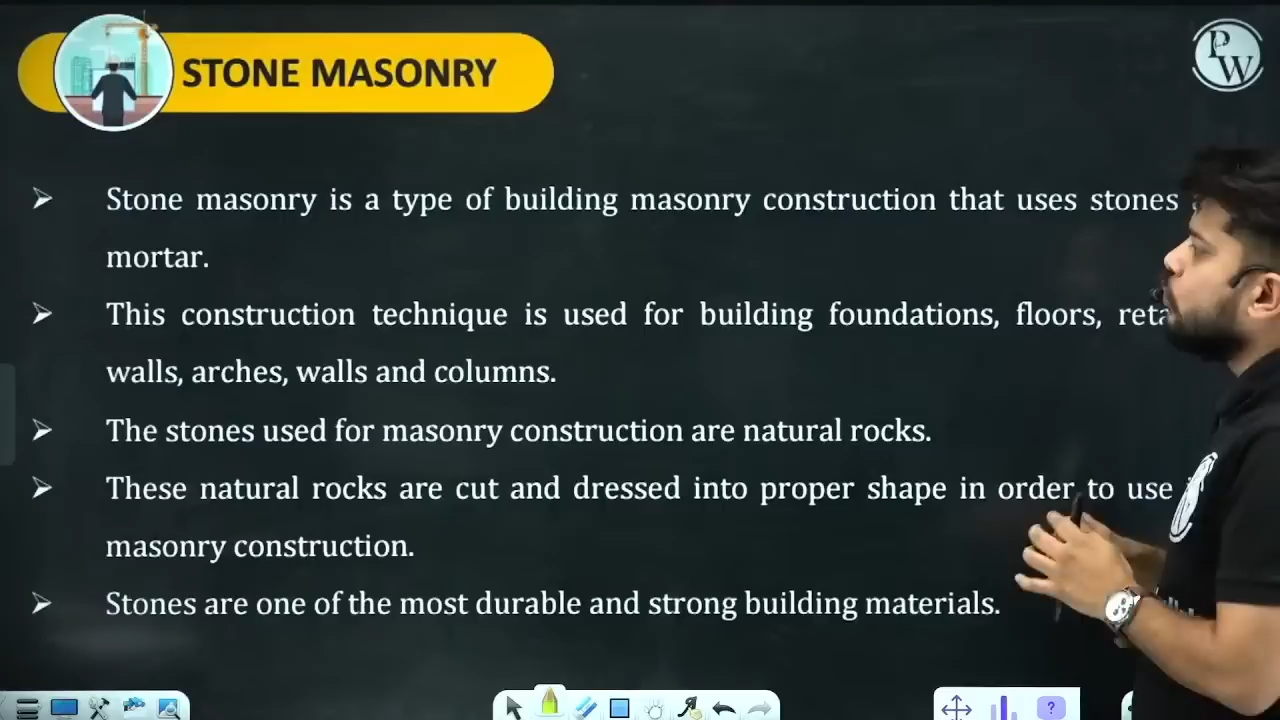 STONE MASONRY
PW
➢ Stone masonry is a type of building masonry construction that uses stones
mortar.
➢ This construction technique is used for building foundations, floors,
walls, arches, walls and columns.
➢ The stones used for masonry construction are natural rocks.
➢ These natural rocks are cut and dressed into proper shape in order to use
masonry construction.
➢ Stones are one of the most durable and strong building materials.
?